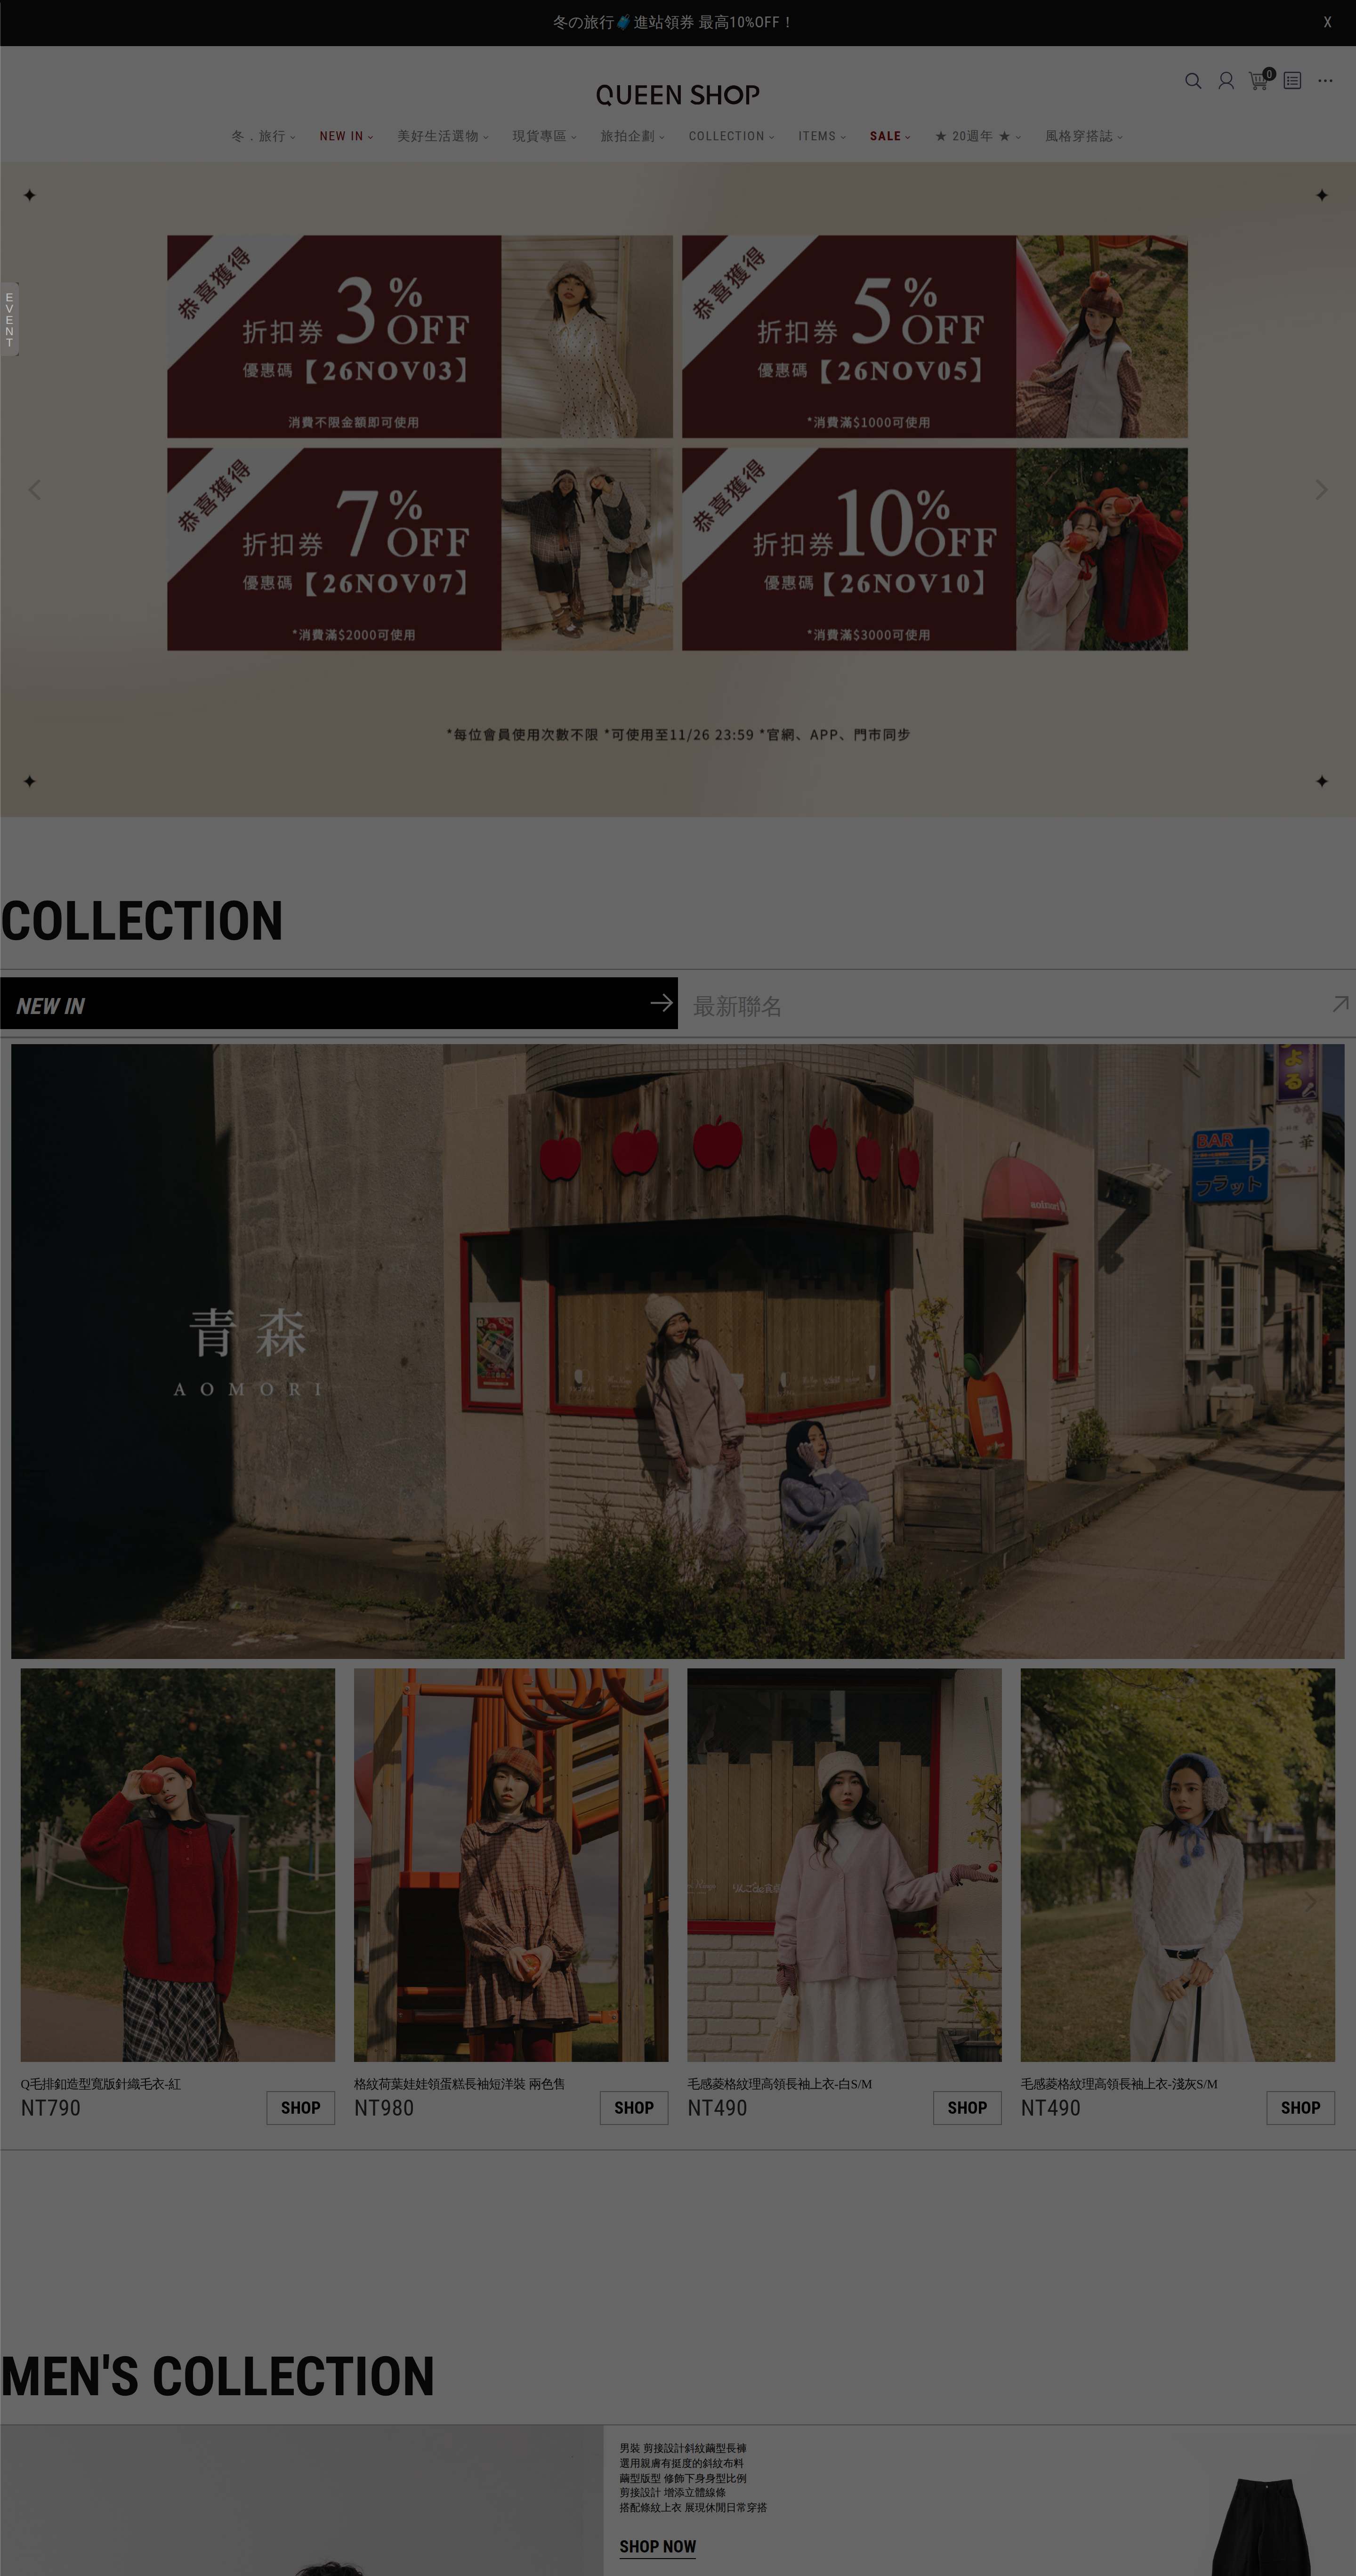 冬の旅行🧳進站領券 最高10%OFF！
X
0
QUEEN SHOP
冬．旅行
NEW IN
美好生活選物
現貨專區
旅拍企劃
COLLECTION
ITEMS
SALE
★ 20週年 ★
風格穿搭誌
EVENT
恭喜獲得
折扣券 3% OFF
優惠碼【26NOV03】
消費不限金額即可使用
恭喜獲得
折扣券 5% OFF
優惠碼【26NOV05】
*消費滿$1000可使用
恭喜獲得
折扣券 7% OFF
優惠碼【26NOV07】
*消費滿$2000可使用
恭喜獲得
折扣券 10% OFF
優惠碼【26NOV10】
*消費滿$3000可使用
*每位會員使用次數不限 *可使用至11/26 23:59 *官網、APP、門市同步
COLLECTION
NEW IN
最新聯名
よる
一華
BAR
フラット
青森
AOMORI
Q毛排釦造型寬版針織毛衣-紅
NT790
SHOP
格紋荷葉娃娃領蛋糕長袖短洋裝 兩色售
NT980
SHOP
毛感菱格紋理高領長袖上衣-白S/M
NT490
SHOP
毛感菱格紋理高領長袖上衣-淺灰S/M
NT490
SHOP
MEN'S COLLECTION
男裝 剪接設計斜紋繭型長褲
選用親膚有挺度的斜紋布料
繭型版型 修飾下身身型比例
剪接設計 增添立體線條
搭配條紋上衣 展現休閒日常穿搭
SHOP NOW